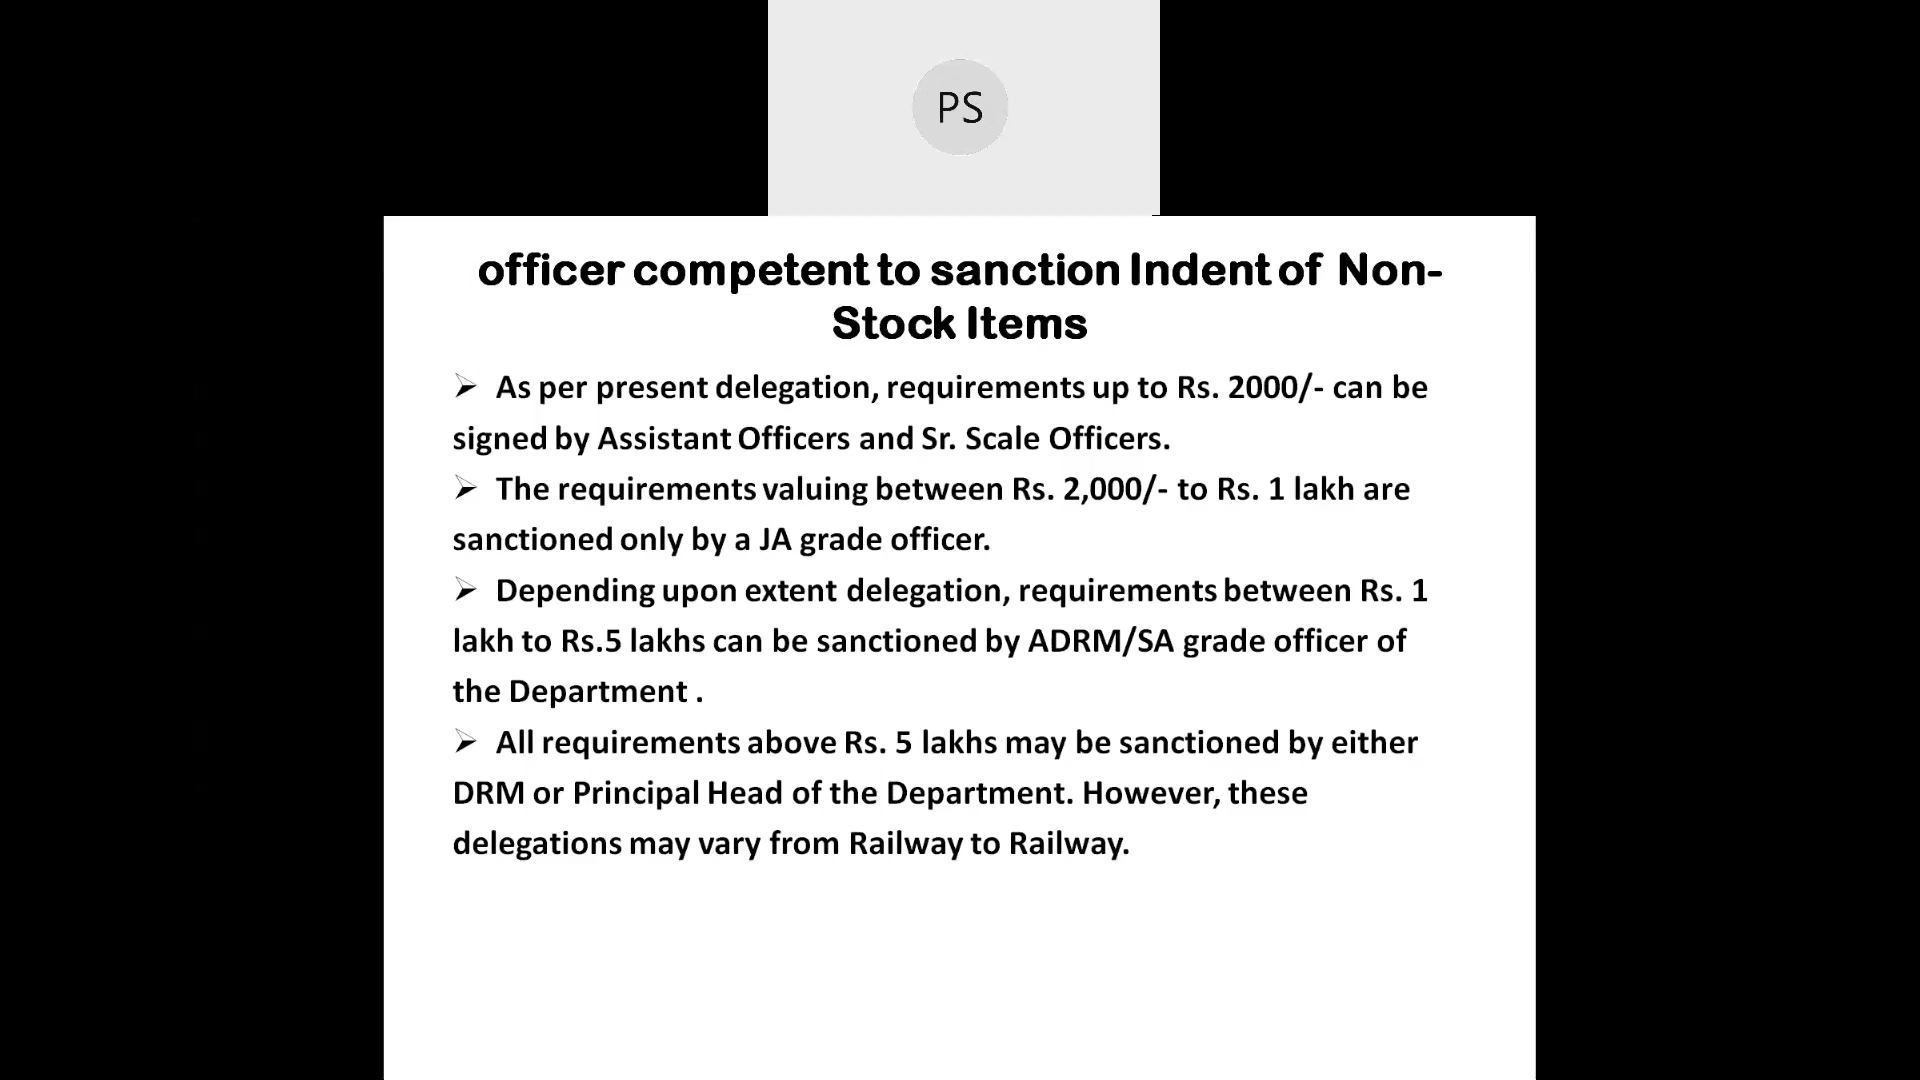 PS
officer competent to sanction Indent of Non-
Stock Items
➢ As per present delegation, requirements up to Rs. 2000/- can be
signed by Assistant Officers and Sr. Scale Officers.
➢ The requirements valuing between Rs. 2,000/- to Rs. 1 lakh are
sanctioned only by a JA grade officer.
➢ Depending upon extent delegation, requirements between Rs. 1
lakh to Rs.5 lakhs can be sanctioned by ADRM/SA grade officer of
the Department .
➢ All requirements above Rs. 5 lakhs may be sanctioned by either
DRM or Principal Head of the Department. However, these
delegations may vary from Railway to Railway.